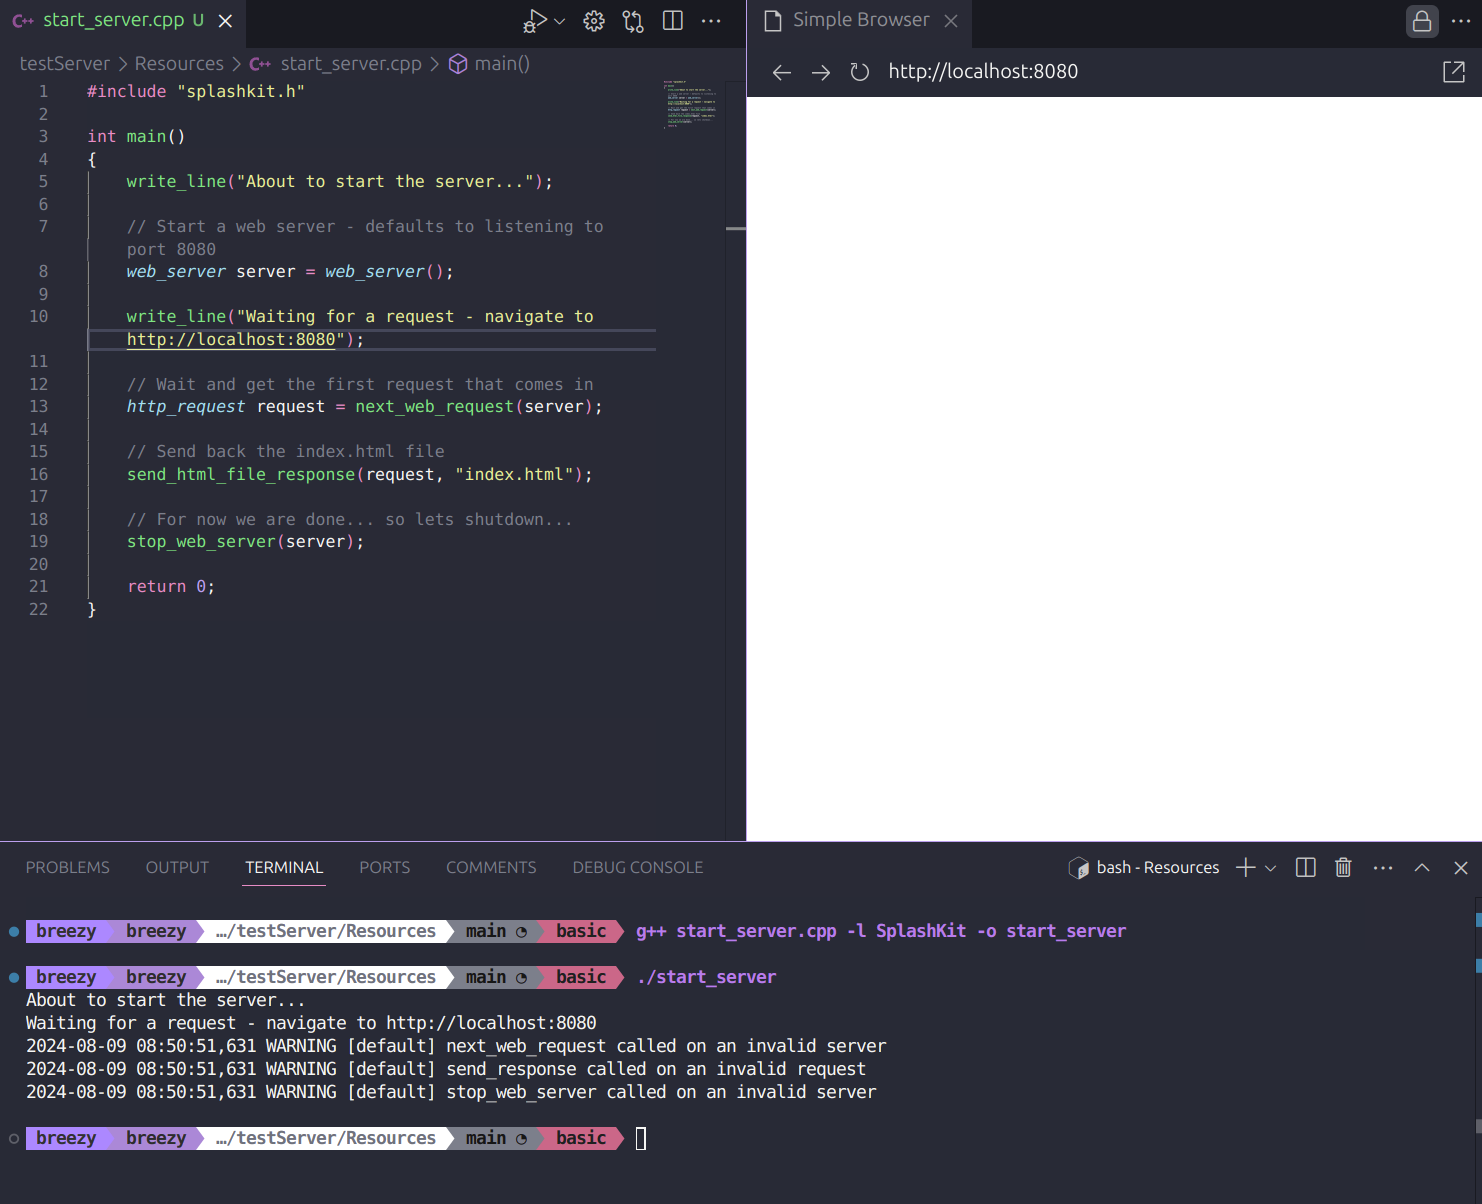 start_server.cpp U
testServer > Resources > C++ start_server.cpp > main()
1 #include "splashkit.h"
2
3 int main()
4 {
5 write_line("About to start the server...");
6
7 // Start a web server - defaults to listening to
port 8080
8 web_server server = web_server();
9
10 write_line("Waiting for a request - navigate to
http://localhost:8080");
11
12 // Wait and get the first request that comes in
13 http_request request = next_web_request(server);
14
15 // Send back the index.html file
16 send_html_file_response(request, "index.html");
17
18 // For now we are done... so lets shutdown...
19 stop_web_server(server);
20
21 return 0;
22 }
Simple Browser
http://localhost:8080
PROBLEMS OUTPUT TERMINAL PORTS COMMENTS DEBUG CONSOLE bash - Resources
breezy breezy …/testServer/Resources main basic g++ start_server.cpp -l SplashKit -o start_server
breezy breezy …/testServer/Resources main basic ./start_server
About to start the server...
Waiting for a request - navigate to http://localhost:8080
2024-08-09 08:50:51,631 WARNING [default] next_web_request called on an invalid server
2024-08-09 08:50:51,631 WARNING [default] send_response called on an invalid request
2024-08-09 08:50:51,631 WARNING [default] stop_web_server called on an invalid server
breezy breezy …/testServer/Resources main basic